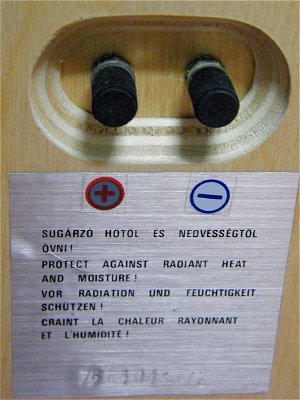 + −
SUGÁRZO HÖTÖL ES NEDVESSÉGTÖL
ÓVNI!
PROTECT AGAINST RADIANT HEAT
AND MOISTURE!
VOR RADIATION UND FEUCHTIGKEIT
SCHÜTZEN!
CRAINT LA CHALEUR RAYONNANT
ET L'HUMIDITÉ!